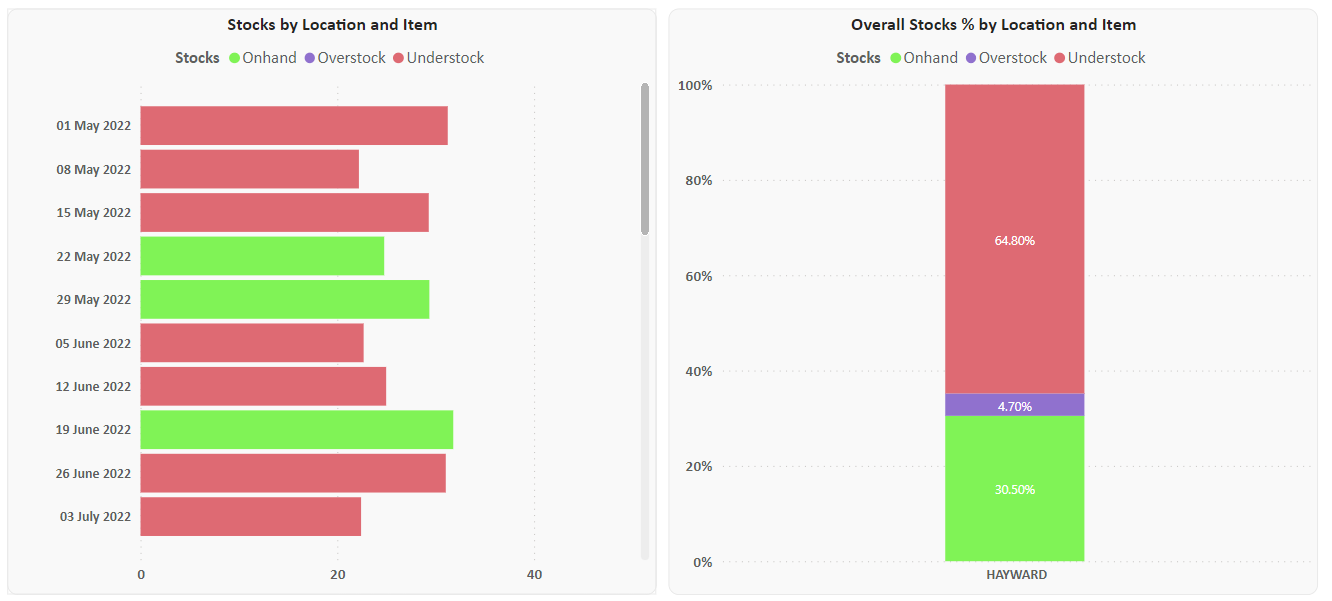 Stocks by Location and Item
Stocks Onhand Overstock Understock
01 May 2022
08 May 2022
15 May 2022
22 May 2022
29 May 2022
05 June 2022
12 June 2022
19 June 2022
26 June 2022
03 July 2022
0 20 40
Overall Stocks % by Location and Item
Stocks Onhand Overstock Understock
100%
80%
64.80%
60%
40%
4.70%
20%
30.50%
0%
HAYWARD